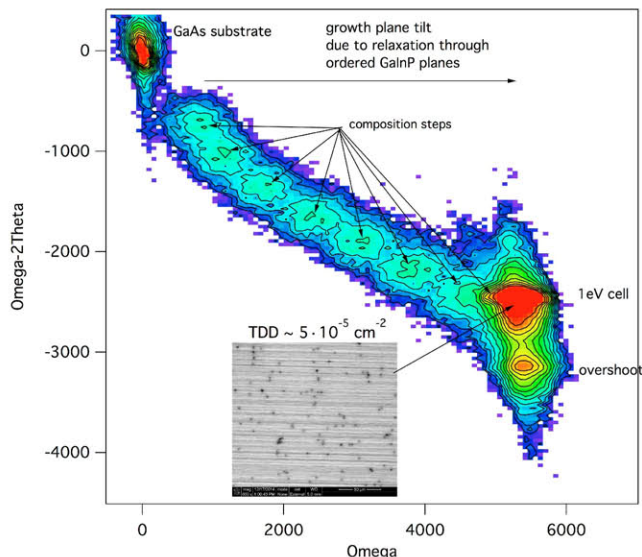 GaAs substrate
growth plane tilt
due to relaxation through
ordered GaInP planes
composition steps
0
-1000
-2000
-3000
-4000
Omega-2Theta
1eV cell
overshoot
TDD ~ 5 · 10⁻⁵ cm⁻²
0
2000
4000
6000
Omega